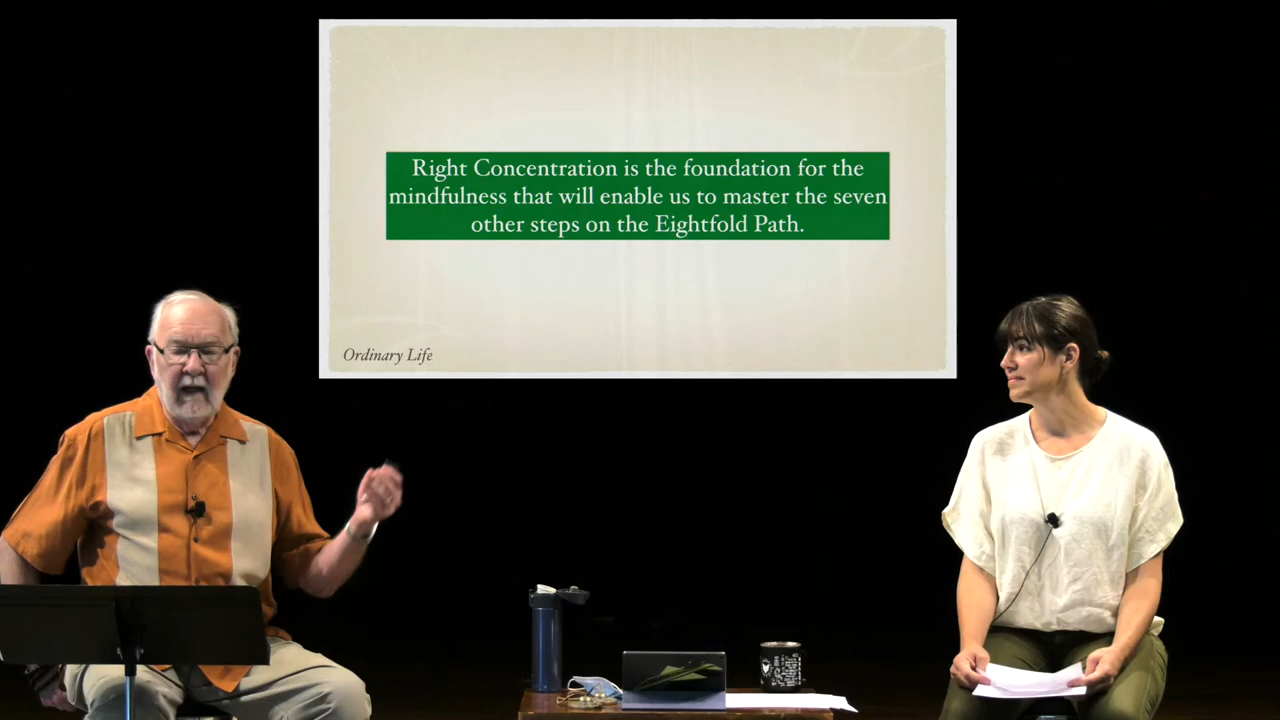 Right Concentration is the foundation for the
mindfulness that will enable us to master the seven
other steps on the Eightfold Path.
Ordinary Life